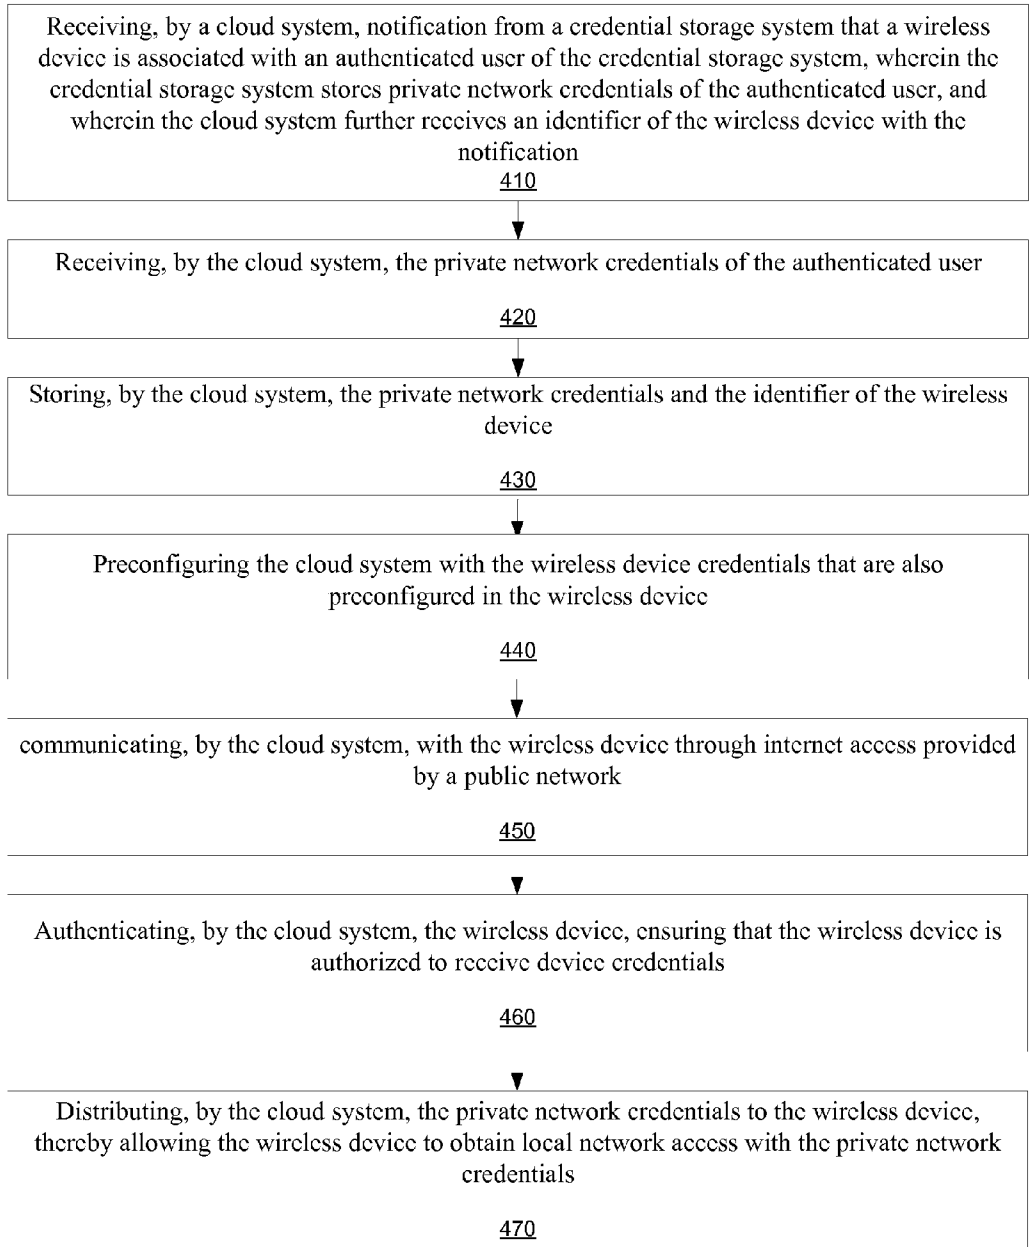 Receiving, by a cloud system, notification from a credential storage system that a wireless
device is associated with an authenticated user of the credential storage system, wherein the
credential storage system stores private network credentials of the authenticated user, and
wherein the cloud system further receives an identifier of the wireless device with the
notification
410
Receiving, by the cloud system, the private network credentials of the authenticated user
420
Storing, by the cloud system, the private network credentials and the identifier of the wireless
device
430
Preconfiguring the cloud system with the wireless device credentials that are also
preconfigured in the wireless device
440
communicating, by the cloud system, with the wireless device through internet access provided
by a public network
450
Authenticating, by the cloud system, the wireless device, ensuring that the wireless device is
authorized to receive device credentials
460
Distributing, by the cloud system, the private network credentials to the wireless device,
thereby allowing the wireless device to obtain local network access with the private network
credentials
470